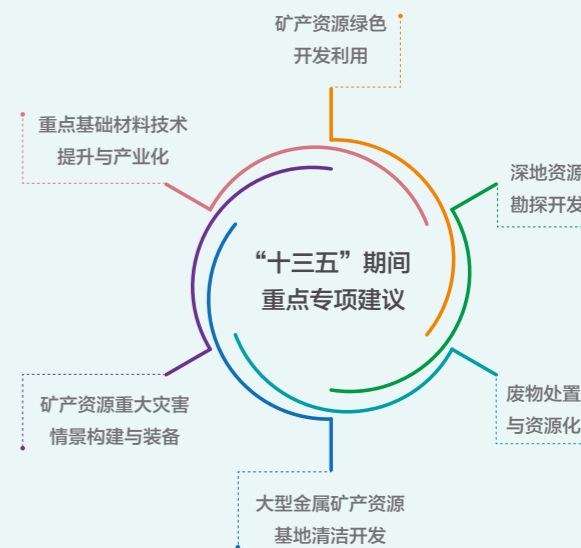 矿产资源绿色
开发利用
重点基础材料技术
提升与产业化
深地资源
勘探开发
“十三五”期间
重点专项建议
废物处置
与资源化
矿产资源重大灾害
情景构建与装备
大型金属矿产资源
基地清洁开发